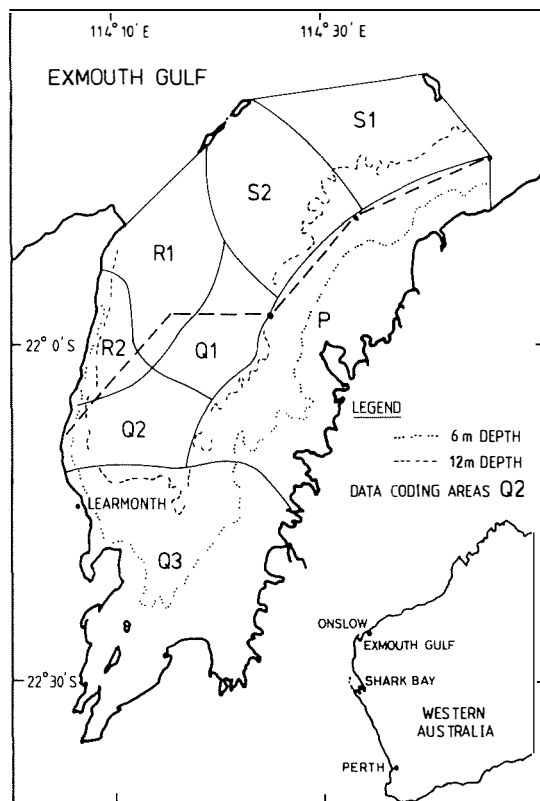 114°10' E
114°30' E
EXMOUTH GULF
S1
S2
R1
P
22° 0' S
R2
Q1
LEGEND
Q2
6 m DEPTH
12m DEPTH
DATA CODING AREAS Q2
LEARMONTH
Q3
ONSLOW
EXMOUTH GULF
22°30'S
SHARK BAY
WESTERN
AUSTRALIA
PERTH